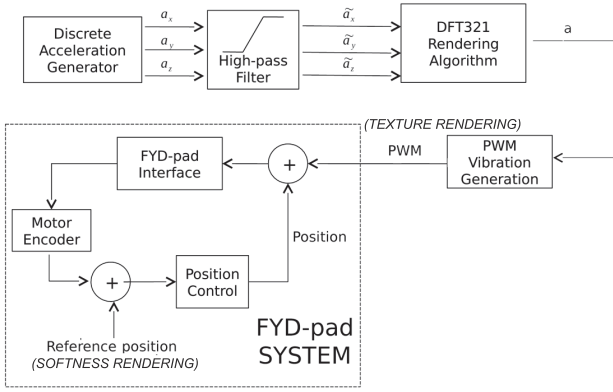 Discrete
Acceleration
Generator
a_x
a_y
a_z
High-pass
Filter
ã_x
ã_y
ã_z
DFT321
Rendering
Algorithm
a
(TEXTURE RENDERING)
PWM
PWM
Vibration
Generation
FYD-pad
Interface
+
Motor
Encoder
Position
+
Position
Control
Reference position
(SOFTNESS RENDERING)
FYD-pad
SYSTEM